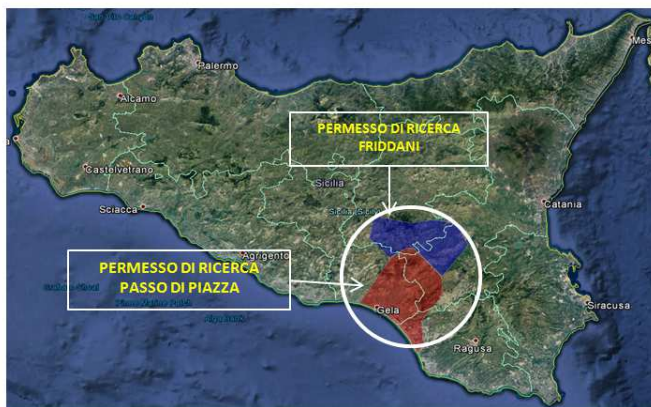 Palermo
Mes
Alcamo
PERMESSO DI RICERCA
FRIDDANI
Castelvetrano
Sicilia
Catania
Sciacca
Agrigento
PERMESSO DI RICERCA
PASSO DI PIAZZA
Siracusa
Gela
Ragusa